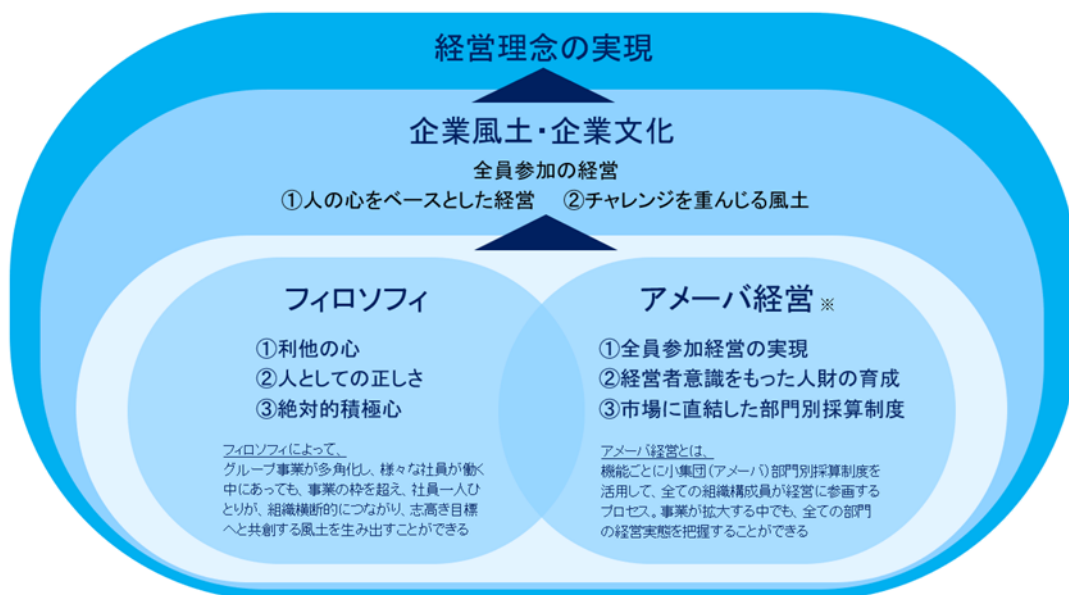 経営理念の実現
企業風土・企業文化
全員参加の経営
①人の心をベースとした経営　②チャレンジを重んじる風土
フィロソフィ
①利他の心
②人としての正しさ
③絶対的積極心
フィロソフィによって、
グループ事業が多角化し、様々な社員が働く
中にあっても、事業の枠を超え、社員一人ひ
とりが、組織横断的につながり、志高き目標
へと共創する風土を生み出すことができる
アメーバ経営※
①全員参加経営の実現
②経営者意識をもった人財の育成
③市場に直結した部門別採算制度
アメーバ経営とは、
機能ごとに小集団(アメーバ)部門別採算制度を
活用して、全ての組織構成員が経営に参画する
プロセス。事業が拡大する中でも、全ての部門
の経営実態を把握することができる